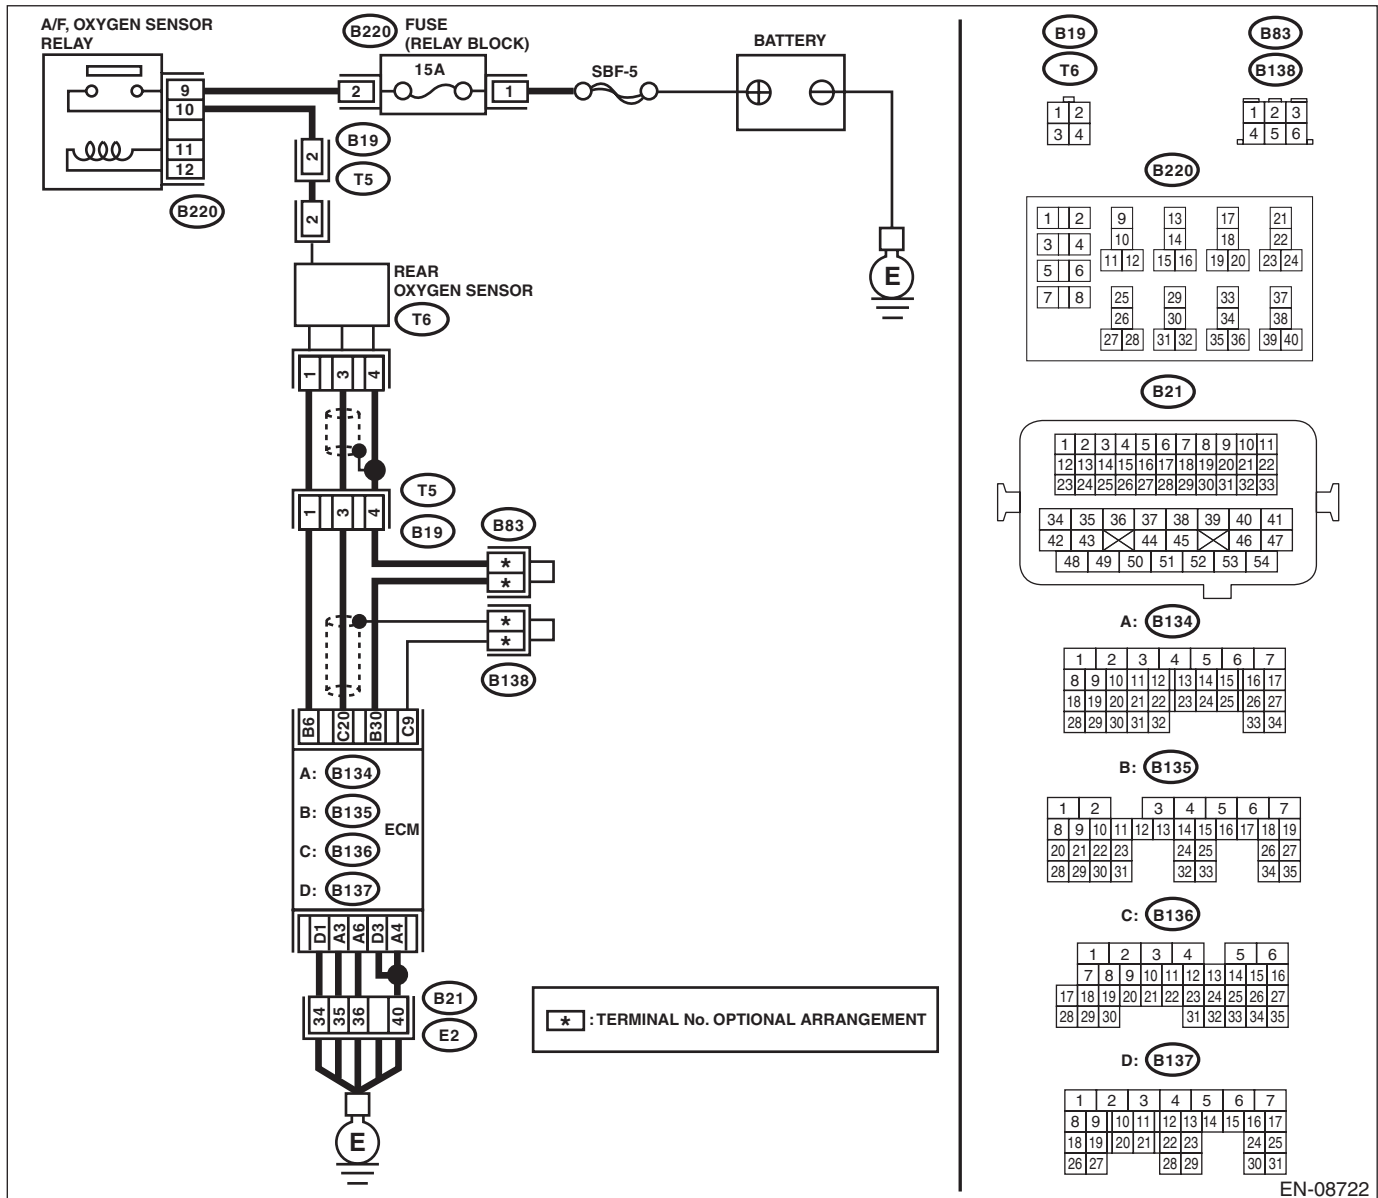 A/F, OXYGEN SENSOR
RELAY
9
10
11
12
B220
B220
FUSE
(RELAY BLOCK)
15A
2
1
SBF-5
BATTERY
E
2
B19
T5
2
REAR
OXYGEN SENSOR
T6
1 3 4
1 3 4
T5
B19
B83
*
*
*
*
B138
B6 C20 B30 C9
A: B134
B: B135
ECM
C: B136
D: B137
D1 A3 A6 D3 A4
34 35 36 40
B21
E2
E
* : TERMINAL No. OPTIONAL ARRANGEMENT
B19
T6
1 2
3 4
B83
B138
1 2 3
4 5 6
B220
1 2 9 13 17 21
3 4 10 14 18 22
5 6 11 12 15 16 19 20 23 24
7 8 25 29 33 37
26 30 34 38
27 28 31 32 35 36 39 40
B21
1 2 3 4 5 6 7 8 9 10 11
12 13 14 15 16 17 18 19 20 21 22
23 24 25 26 27 28 29 30 31 32 33
34 35 36 37 38 39 40 41
42 43 44 45 46 47
48 49 50 51 52 53 54
A: B134
1 2 3 4 5 6 7
8 9 10 11 12 13 14 15 16 17
18 19 20 21 22 23 24 25 26 27
28 29 30 31 32 33 34
B: B135
1 2 3 4 5 6 7
8 9 10 11 12 13 14 15 16 17 18 19
20 21 22 23 24 25 26 27
28 29 30 31 32 33 34 35
C: B136
1 2 3 4 5 6
7 8 9 10 11 12 13 14 15 16
17 18 19 20 21 22 23 24 25 26 27
28 29 30 31 32 33 34 35
D: B137
1 2 3 4 5 6 7
8 9 10 11 12 13 14 15 16 17
18 19 20 21 22 23 24 25
26 27 28 29 30 31
EN-08722